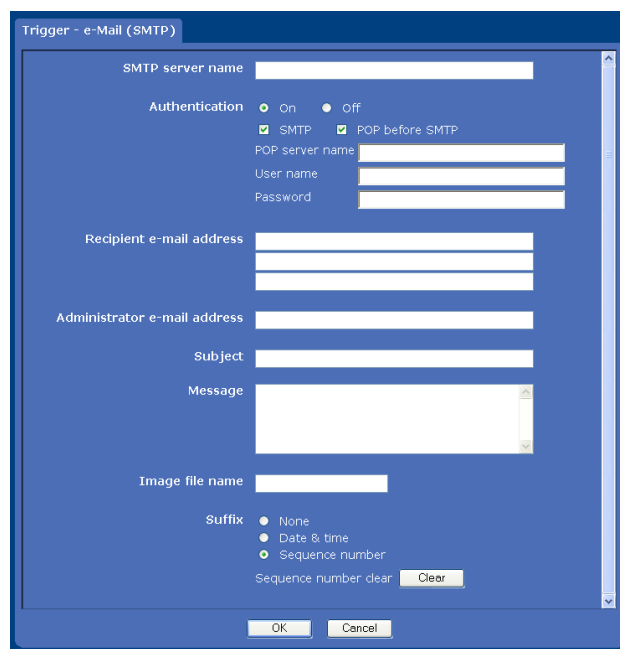 Trigger - e-Mail (SMTP)
SMTP server name
Authentication
On Off
SMTP POP before SMTP
POP server name
User name
Password
Recipient e-mail address
Administrator e-mail address
Subject
Message
Image file name
Suffix
None
Date & time
Sequence number
Sequence number clear Clear
OK Cancel